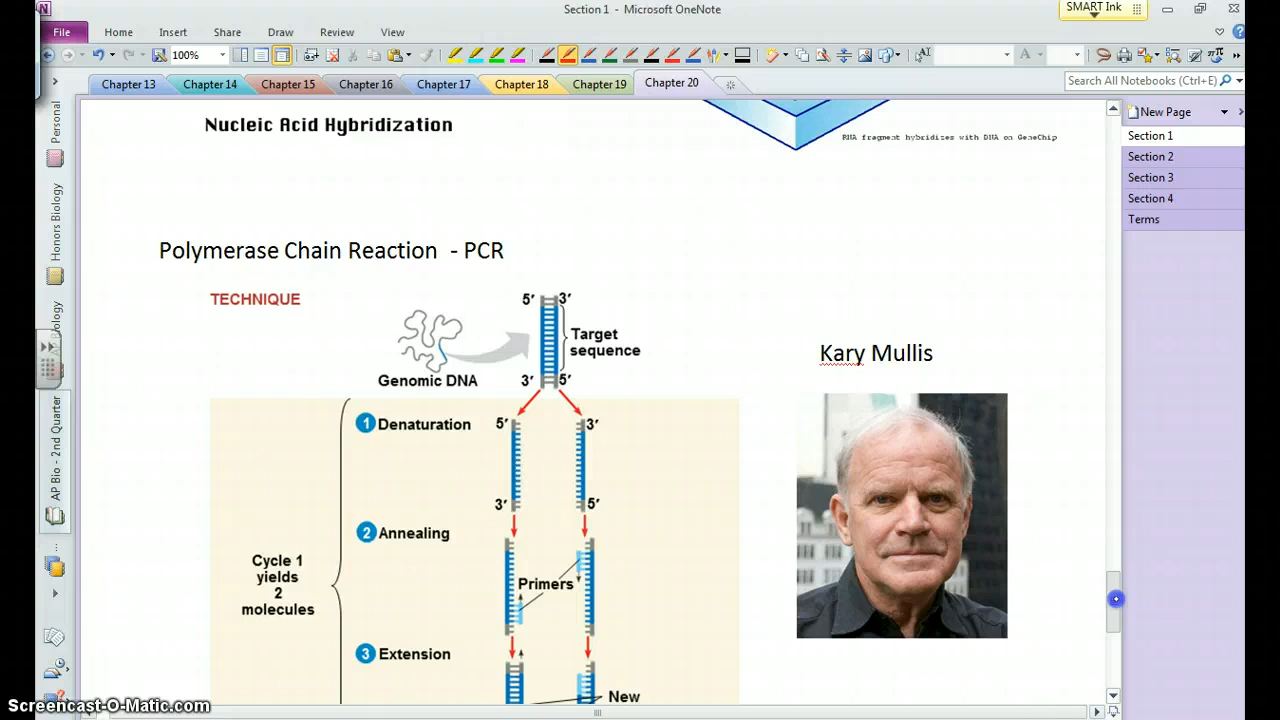 Section 1 - Microsoft OneNote
SMART Ink
File Home Insert Share Draw Review View
100%
Chapter 13 Chapter 14 Chapter 15 Chapter 16 Chapter 17 Chapter 18 Chapter 19 Chapter 20
Search All Notebooks (Ctrl+E)
New Page
Section 1
Section 2
Section 3
Section 4
Terms
Personal
Honors Biology
Biology
AP Bio - 2nd Quarter
Nucleic Acid Hybridization
RNA fragment hybridizes with DNA on GeneChip
Polymerase Chain Reaction - PCR
TECHNIQUE
5′ 3′
Target
sequence
Genomic DNA
3′ 5′
1 Denaturation
5′ 3′
3′ 5′
2 Annealing
Cycle 1
yields
2
molecules
Primers
3 Extension
New
Kary Mullis
Screencast-O-Matic.com